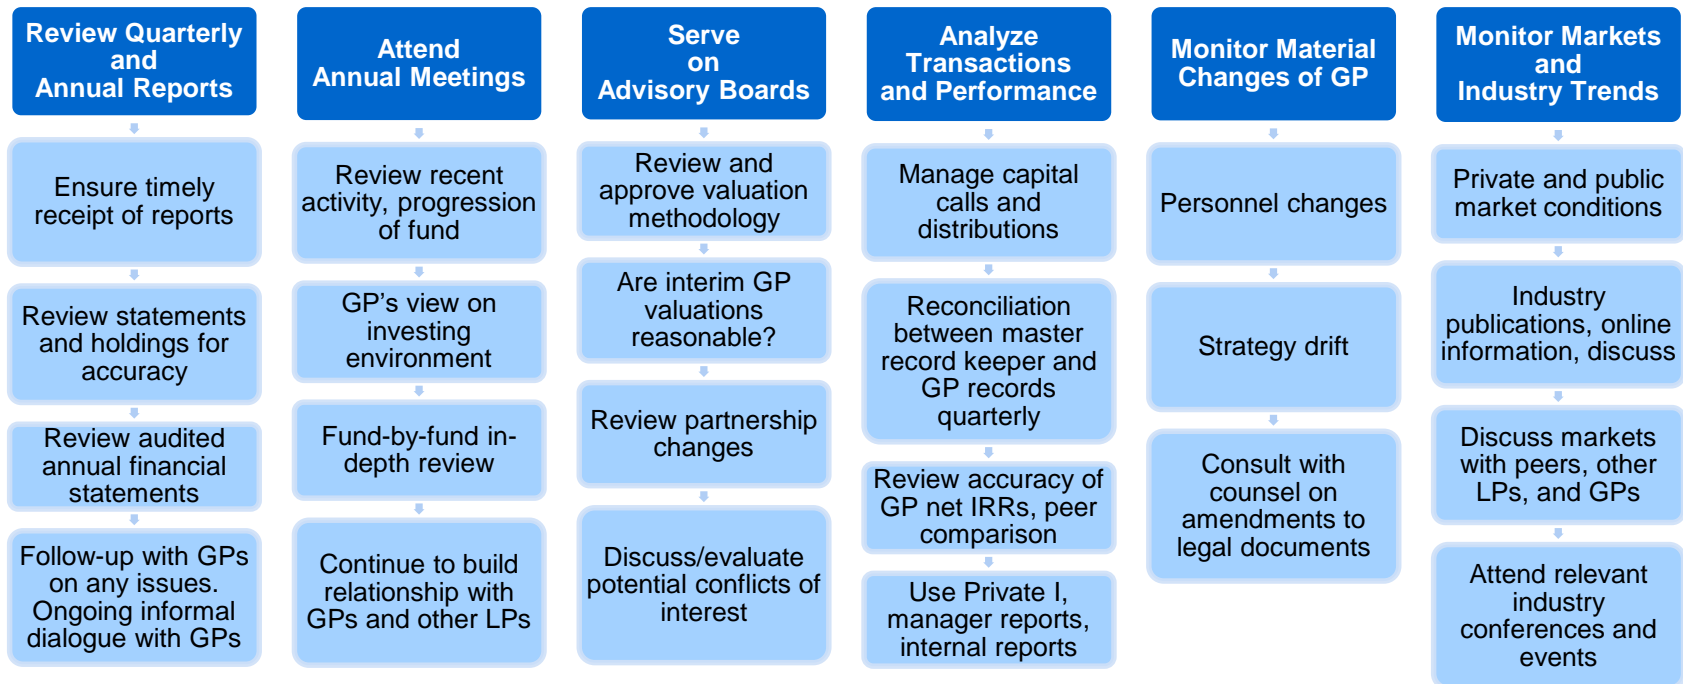 Review Quarterly
and
Annual Reports
Ensure timely
receipt of reports
Review statements
and holdings for
accuracy
Review audited
annual financial
statements
Follow-up with GPs
on any issues.
Ongoing informal
dialogue with GPs
Attend
Annual Meetings
Review recent
activity, progression
of fund
GP’s view on
investing
environment
Fund-by-fund in-
depth review
Continue to build
relationship with
GPs and other LPs
Serve
on
Advisory Boards
Review and
approve valuation
methodology
Are interim GP
valuations
reasonable?
Review partnership
changes
Discuss/evaluate
potential conflicts of
interest
Analyze
Transactions
and Performance
Manage capital
calls and
distributions
Reconciliation
between master
record keeper and
GP records
quarterly
Review accuracy of
GP net IRRs, peer
comparison
Use Private I,
manager reports,
internal reports
Monitor Material
Changes of GP
Personnel changes
Strategy drift
Consult with
counsel on
amendments to
legal documents
Monitor Markets
and
Industry Trends
Private and public
market conditions
Industry
publications, online
information, discuss
Discuss markets
with peers, other
LPs, and GPs
Attend relevant
industry
conferences and
events